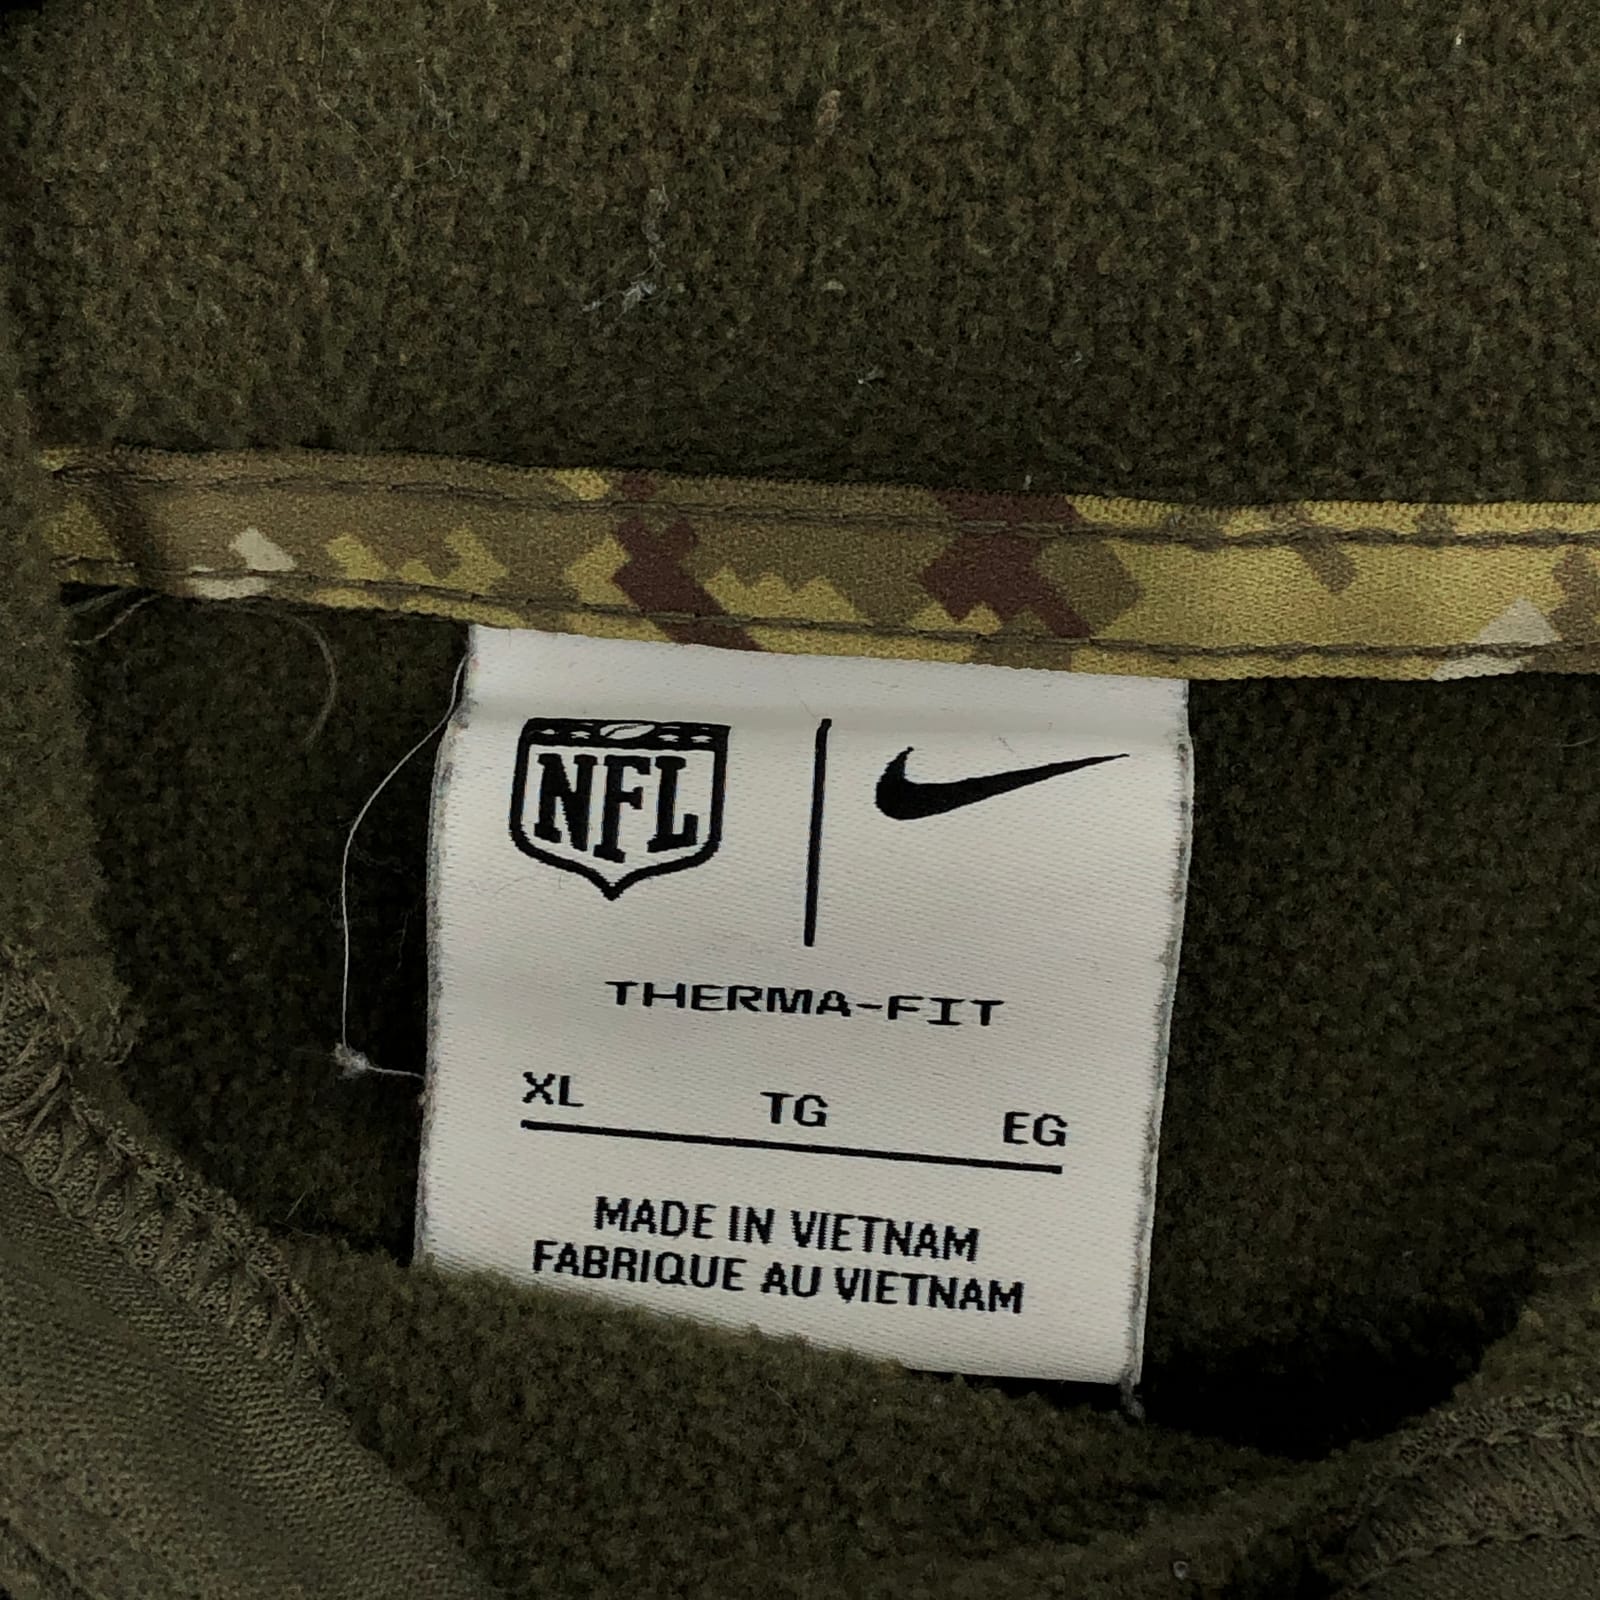 NFL
THERMA-FIT
XL TG EG
MADE IN VIETNAM
FABRIQUE AU VIETNAM